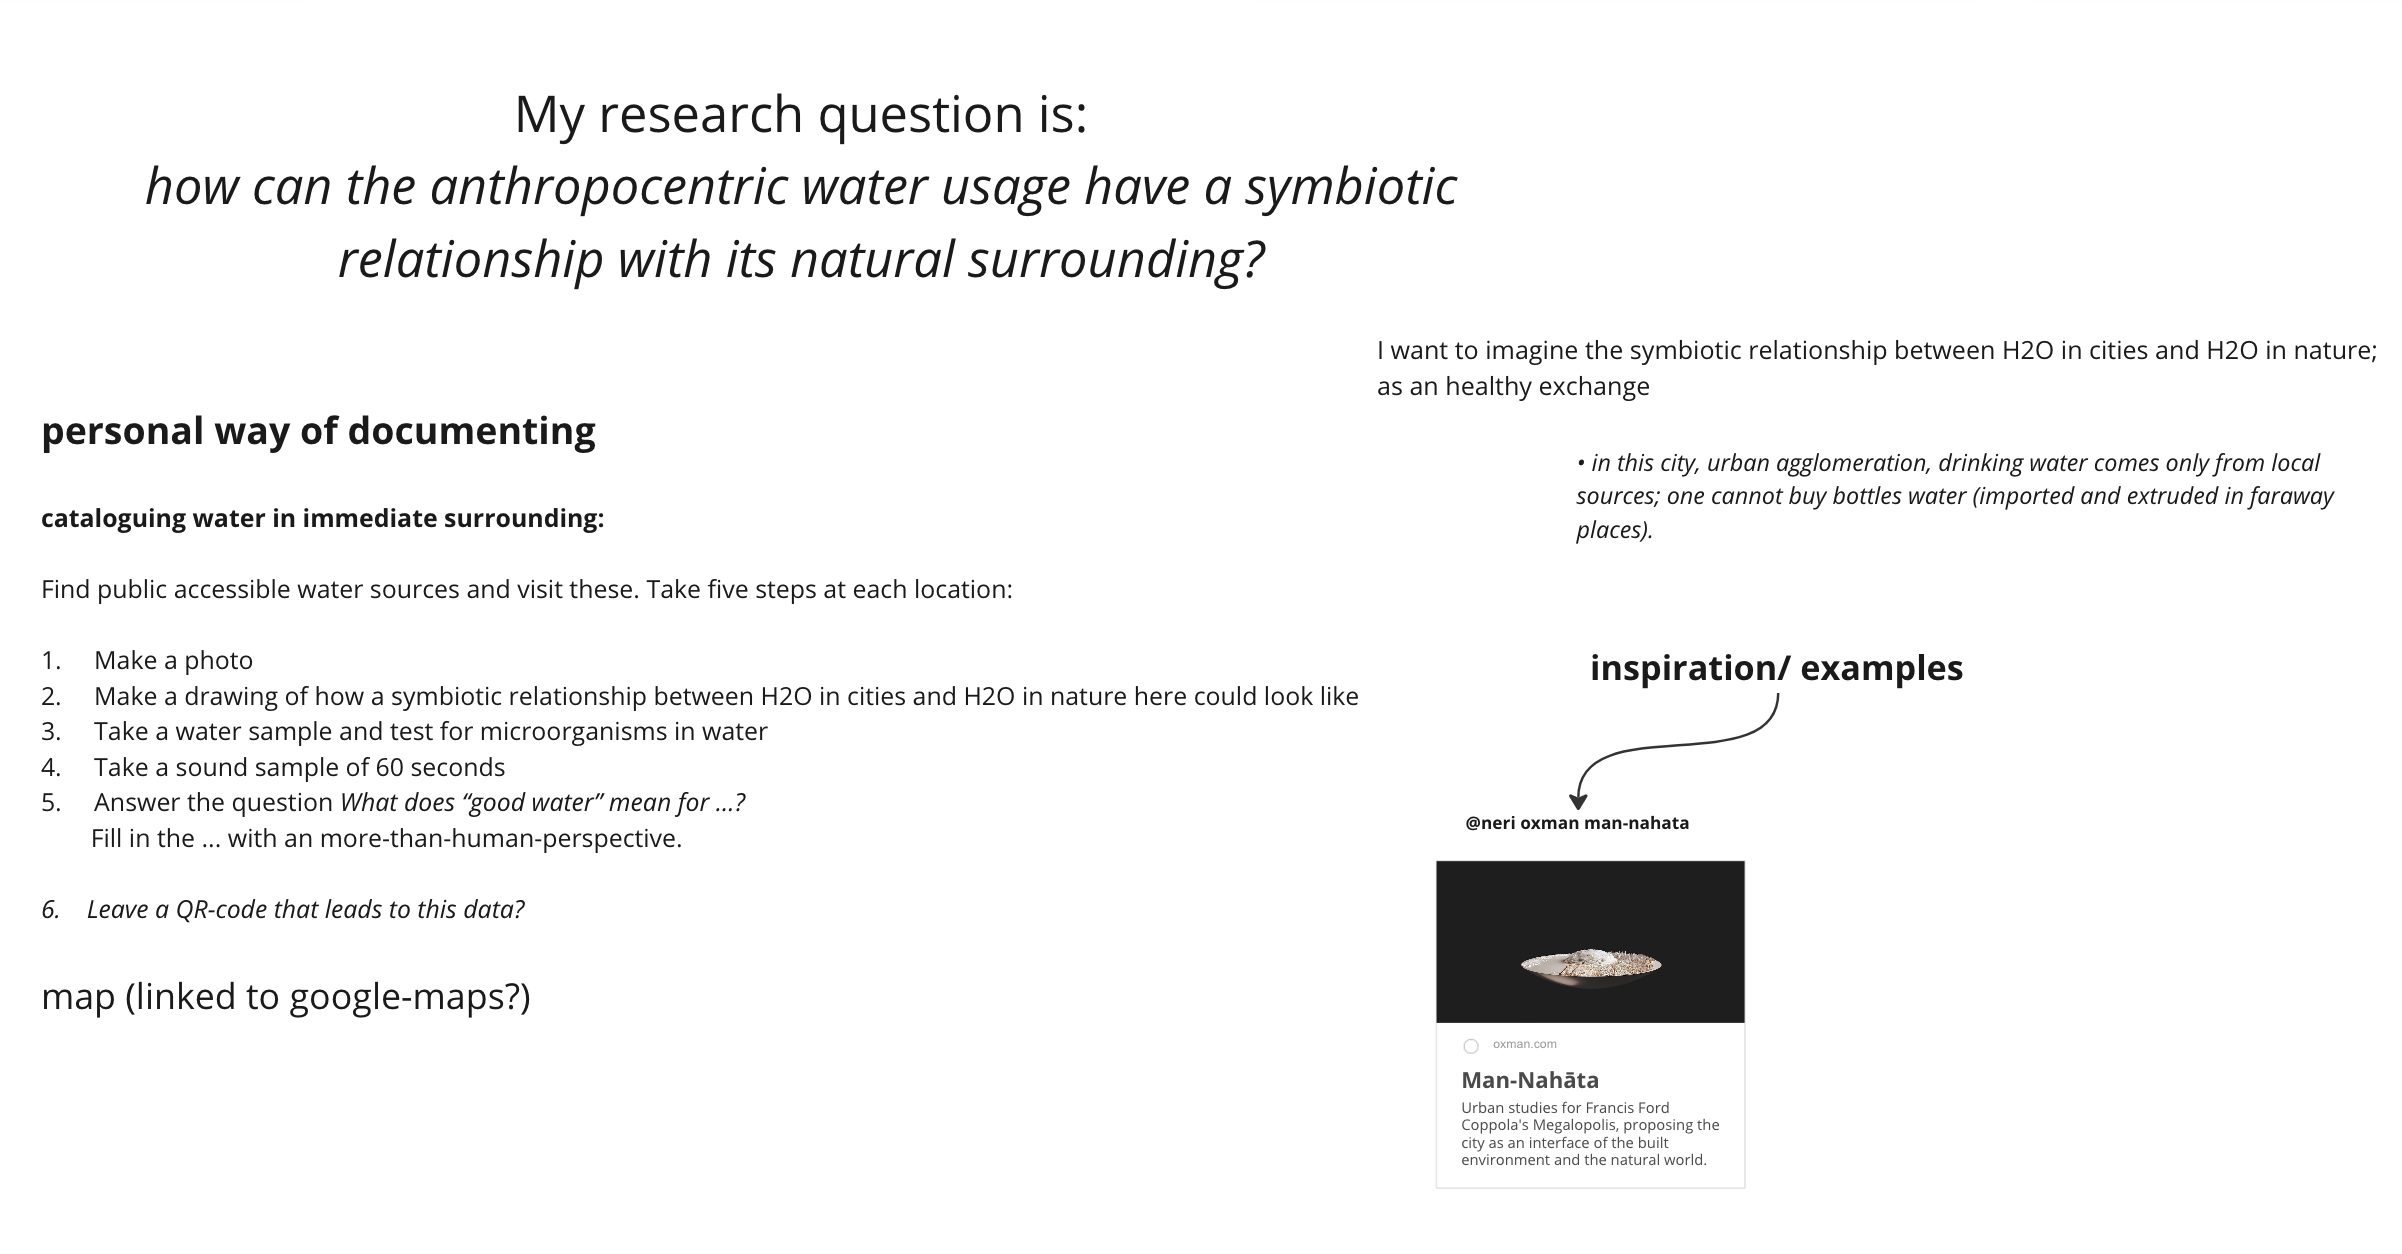 My research question is:
how can the anthropocentric water usage have a symbiotic
relationship with its natural surrounding?
I want to imagine the symbiotic relationship between H2O in cities and H2O in nature;
as an healthy exchange
• in this city, urban agglomeration, drinking water comes only from local
sources; one cannot buy bottles water (imported and extruded in faraway
places).
personal way of documenting
cataloguing water in immediate surrounding:
Find public accessible water sources and visit these. Take five steps at each location:
1. Make a photo
2. Make a drawing of how a symbiotic relationship between H2O in cities and H2O in nature here could look like
3. Take a water sample and test for microorganisms in water
4. Take a sound sample of 60 seconds
5. Answer the question What does “good water” mean for ...?
Fill in the ... with an more-than-human-perspective.
6. Leave a QR-code that leads to this data?
map (linked to google-maps?)
inspiration/ examples
@neri oxman man-nahata
oxman.com
Man-Nahāta
Urban studies for Francis Ford
Coppola's Megalopolis, proposing the
city as an interface of the built
environment and the natural world.